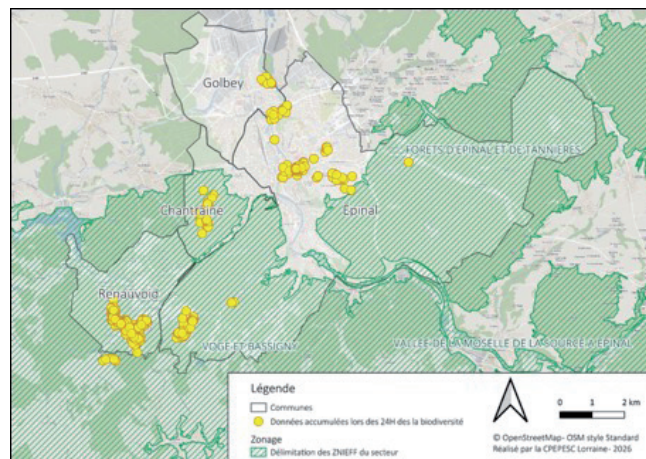 Golbey
FORÊTS D'ÉPINAL ET DE TANNIÈRES
Chantraine
Épinal
Renauvoid
VÔGE ET BASSIGNY
VALLÉE DE LA MOSELLE DE LA SOURCE À ÉPINAL
Légende
Communes
Données accumulées lors des 24H des la biodiversité
Zonage
Délimitation des ZNIEFF du secteur
0 1 2 km
© OpenStreetMap- OSM style Standard
Réalisé par la CPEPESC Lorraine- 2026